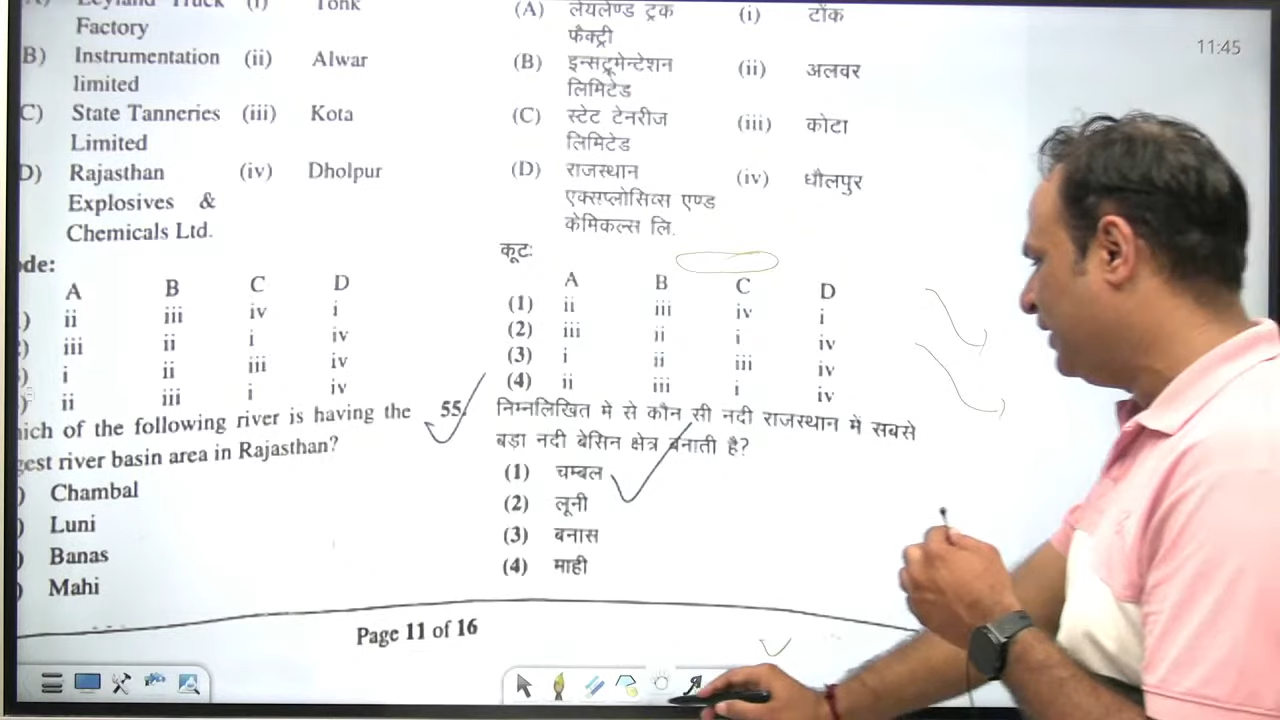 Leyland Truck (i) Tonk
Factory
B) Instrumentation (ii) Alwar
limited
C) State Tanneries (iii) Kota
Limited
D) Rajasthan (iv) Dholpur
Explosives &
Chemicals Ltd.
de:
A B C D
) ii iii iv i
) iii ii i iv
) i ii iii iv
) ii iii i iv
ich of the following river is having the
gest river basin area in Rajasthan?
) Chambal
) Luni
) Banas
) Mahi
(A) लेयलेण्ड ट्रक (i) टोंक
फैक्ट्री
(B) इन्सट्रूमेन्टेशन (ii) अलवर
लिमिटेड
(C) स्टेट टेनरीज (iii) कोटा
लिमिटेड
(D) राजस्थान (iv) धौलपुर
एक्सप्लोसिव्स एण्ड
केमिकल्स लि.
कूटः
A B C D
(1) ii iii iv i
(2) iii ii i iv
(3) i ii iii iv
(4) ii iii i iv
55. निम्नलिखित मे से कौन सी नदी राजस्थान में सबसे
बड़ा नदी बेसिन क्षेत्र बनाती है?
(1) चम्बल
(2) लूनी
(3) बनास
(4) माही
Page 11 of 16
11:45